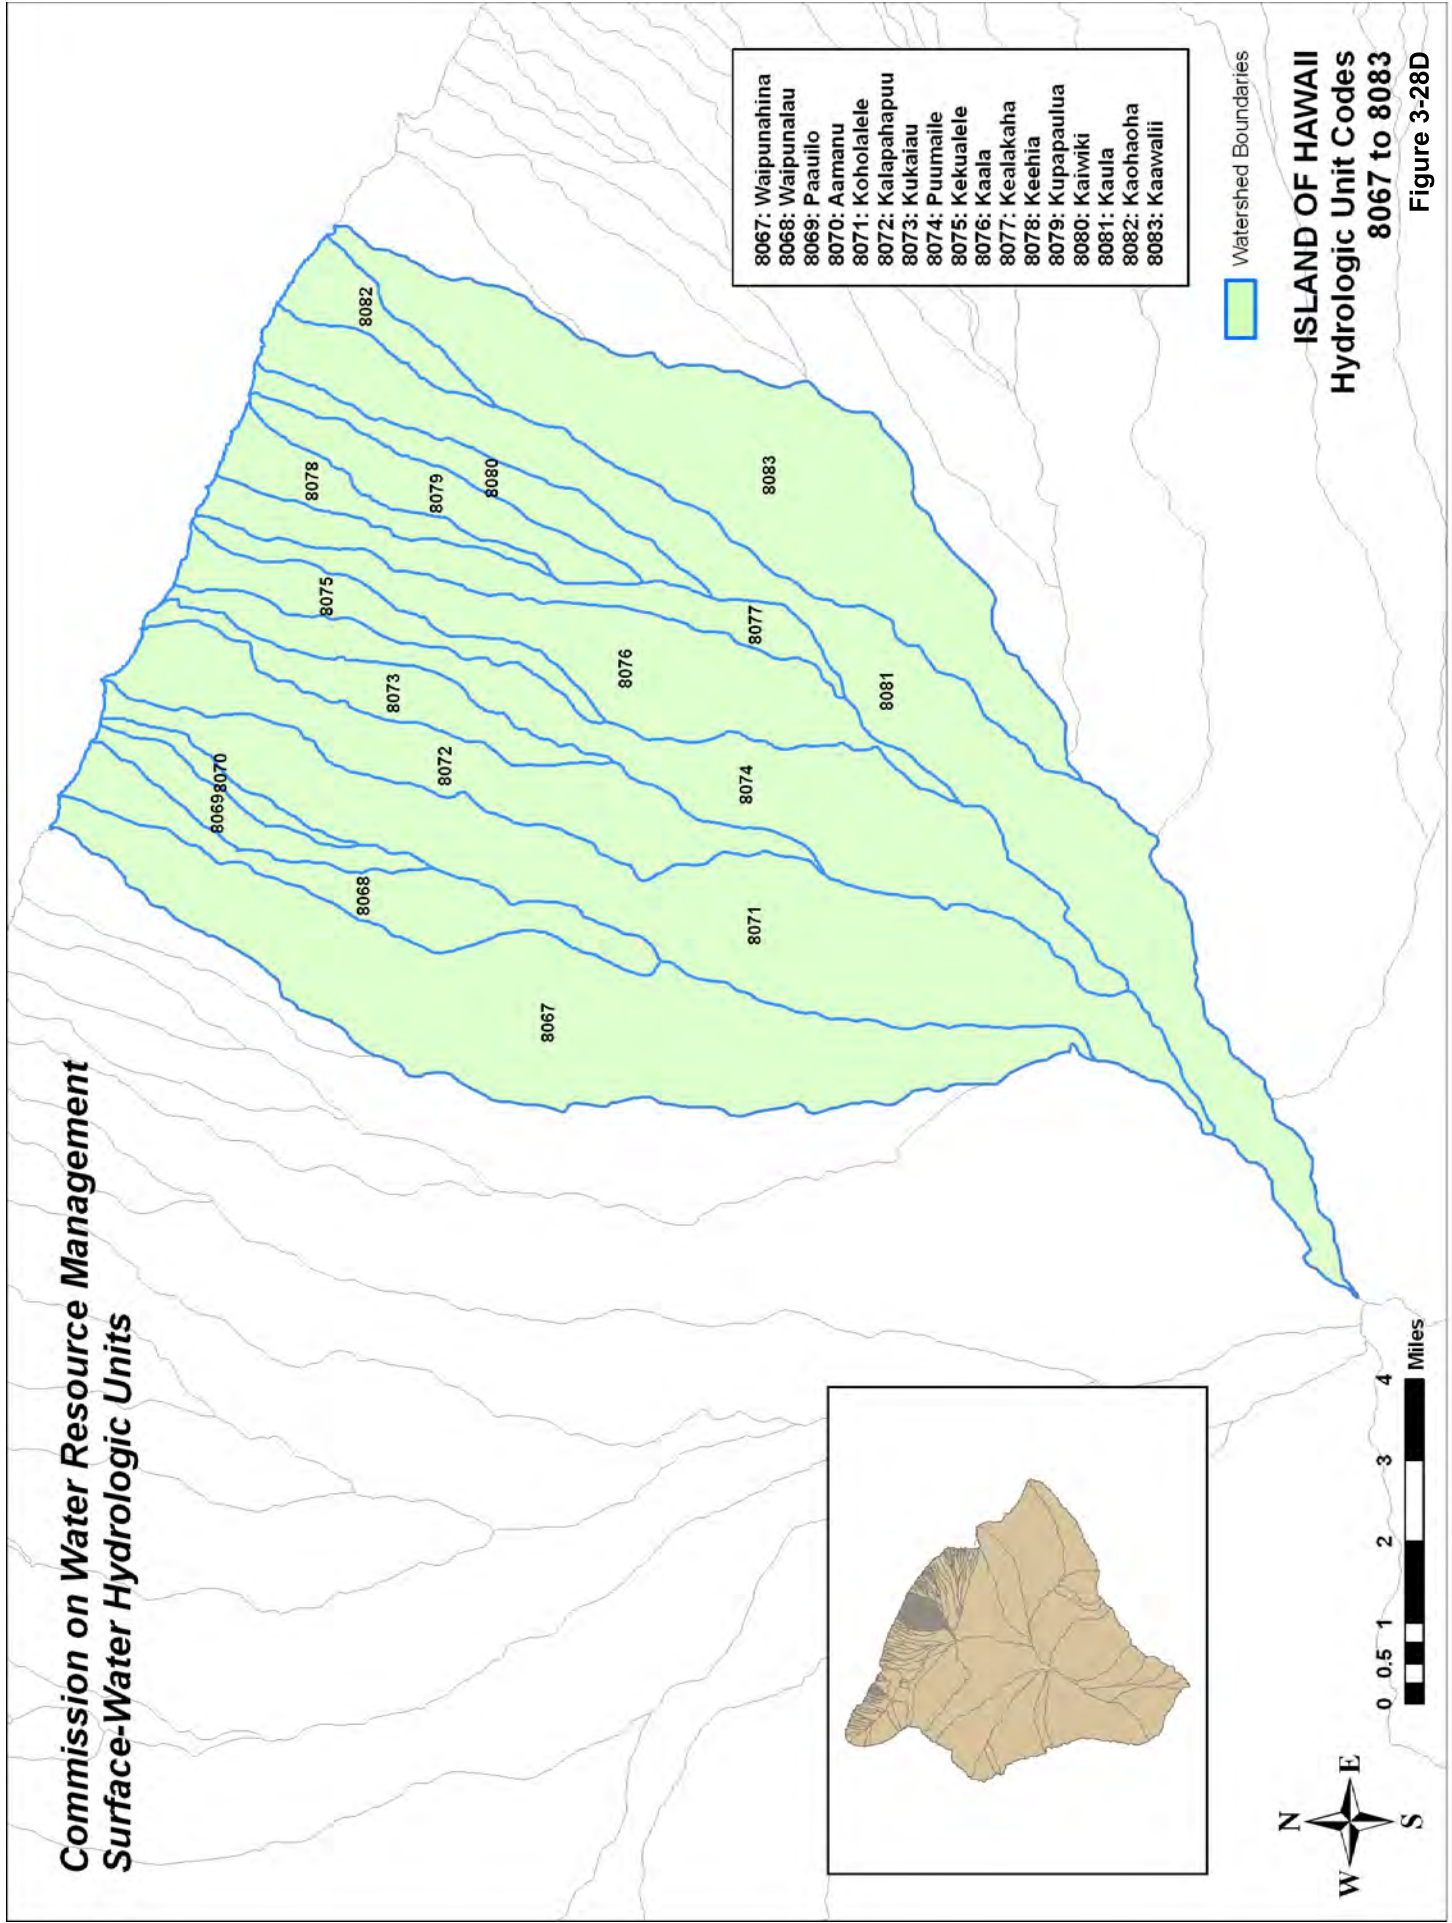 Commission on Water Resource Management
Surface-Water Hydrologic Units
8067
8068
8069
8070
8071
8072
8073
8074
8075
8076
8077
8078
8079
8080
8081
8082
8083
8067: Waipunahina
8068: Waipunalau
8069: Paauilo
8070: Aamanu
8071: Koholalele
8072: Kalapahapuu
8073: Kukaiau
8074: Puumaile
8075: Kekualele
8076: Kaala
8077: Kealakaha
8078: Keehia
8079: Kupapaulua
8080: Kaiwiki
8081: Kaula
8082: Kaohaoha
8083: Kaawalii
Watershed Boundaries
N
W E
S
0 0.5 1 2 3 4
Miles
ISLAND OF HAWAII
Hydrologic Unit Codes
8067 to 8083
Figure 3-28D